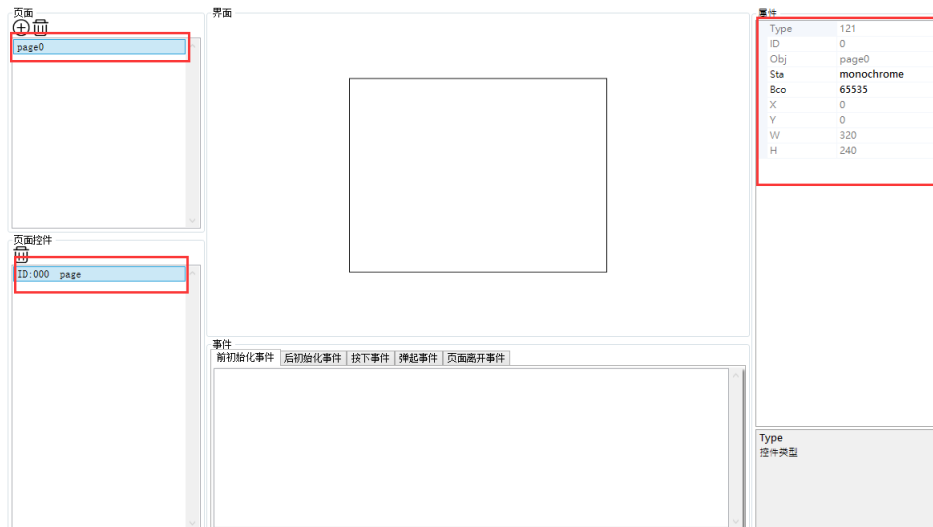 页面
page0
页面控件
ID:000 page
界面
事件
前初始化事件 后初始化事件 按下事件 弹起事件 页面离开事件
属性
Type 121
ID 0
Obj page0
Sta monochrome
Bco 65535
X 0
Y 0
W 320
H 240
Type
控件类型